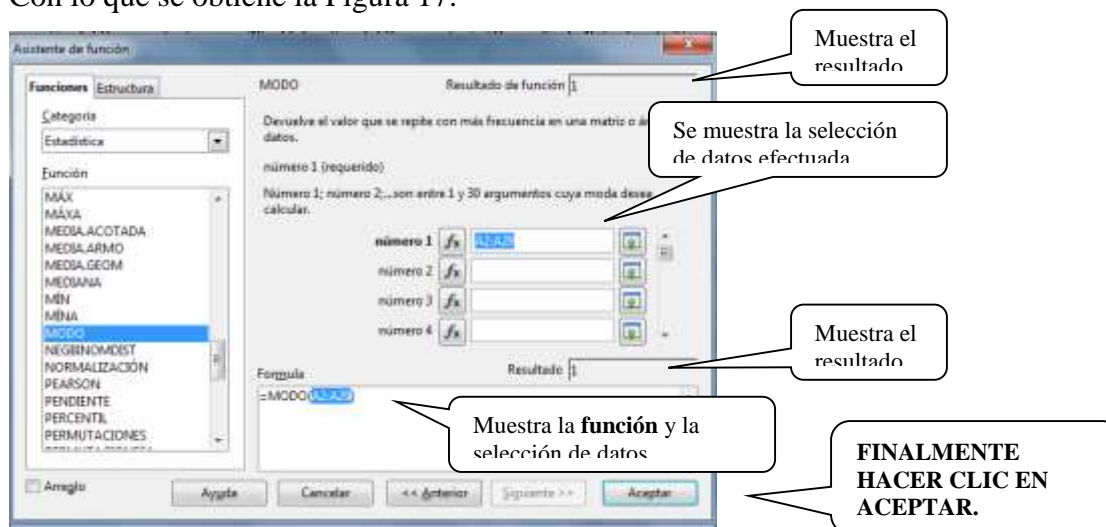 Con lo que se obtiene la Figura 17.
Asistente de función
Funciones Estructura
Categoría
Estadística
Función
MÁX
MÁXA
MEDIA.ACOTADA
MEDIA.ARMO
MEDIA.GEOM
MEDIANA
MÍN
MÍNA
MODO
NEGBINOMDIST
NORMALIZACIÓN
PEARSON
PENDIENTE
PERCENTIL
PERMUTACIONES
MODO
Resultado de función 1
Devuelve el valor que se repite con más frecuencia en una matriz o
datos.
número 1 (requerido)
Número 1; número 2;...son entre 1 y 30 argumentos cuya moda desea
calcular.
número 1
número 2
número 3
número 4
Resultado 1
Formula
=MODO(
Arreglo
Ayuda
Cancelar
<< Anterior
Siguiente >>
Aceptar
Muestra el
resultado
Se muestra la selección
de datos efectuada
Muestra el
resultado
Muestra la función y la
selección de datos
FINALMENTE
HACER CLIC EN
ACEPTAR.